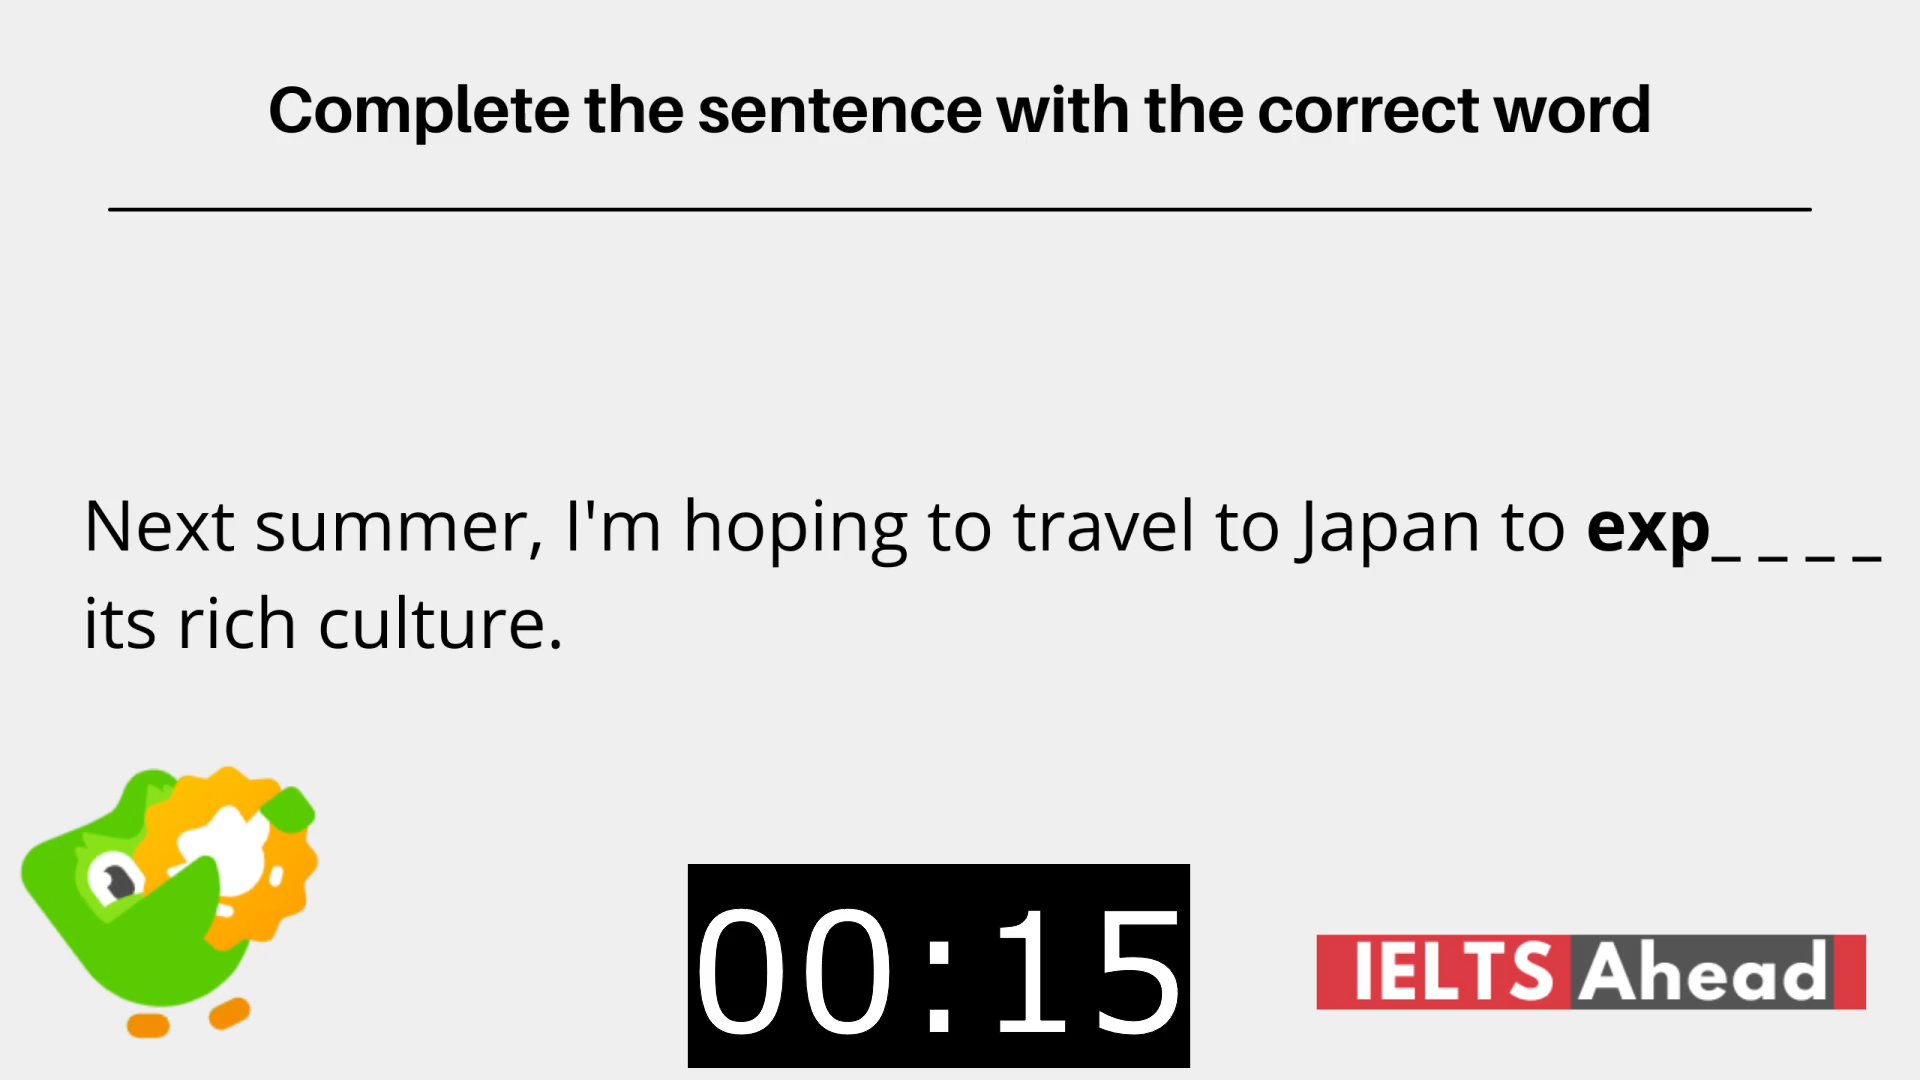 Complete the sentence with the correct word
Next summer, I'm hoping to travel to Japan to exp_ _ _ _
its rich culture.
00:15
IELTS Ahead